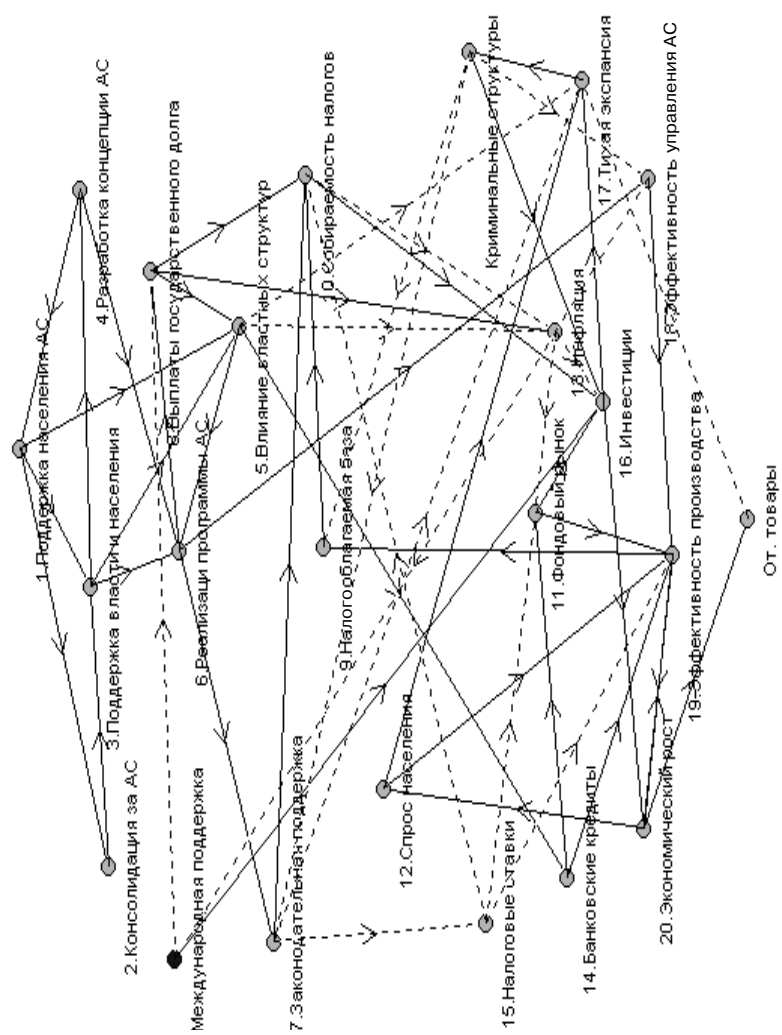 1.Поддержка населения АС
2.Консолидация за АС
3.Поддержка власти и населения
4.Разработка концепции АС
Международная поддержка
8.Выплаты государственного долга
6.Реализаци программы АС
5.Влияние властных структур
7.Законодательная поддержка
0.Собираемость налогов
9.Налогооблагаемая база
12.Спрос населения
Криминальные структуры
15.Налоговые ставки
11.Фондовый рынок
13.Инфляция
14.Банковские кредиты
17.Тихая экспансия
16.Инвестиции
18.Эффективность управления АС
19.Эффективность производства
20.Экономический рост
От. товары